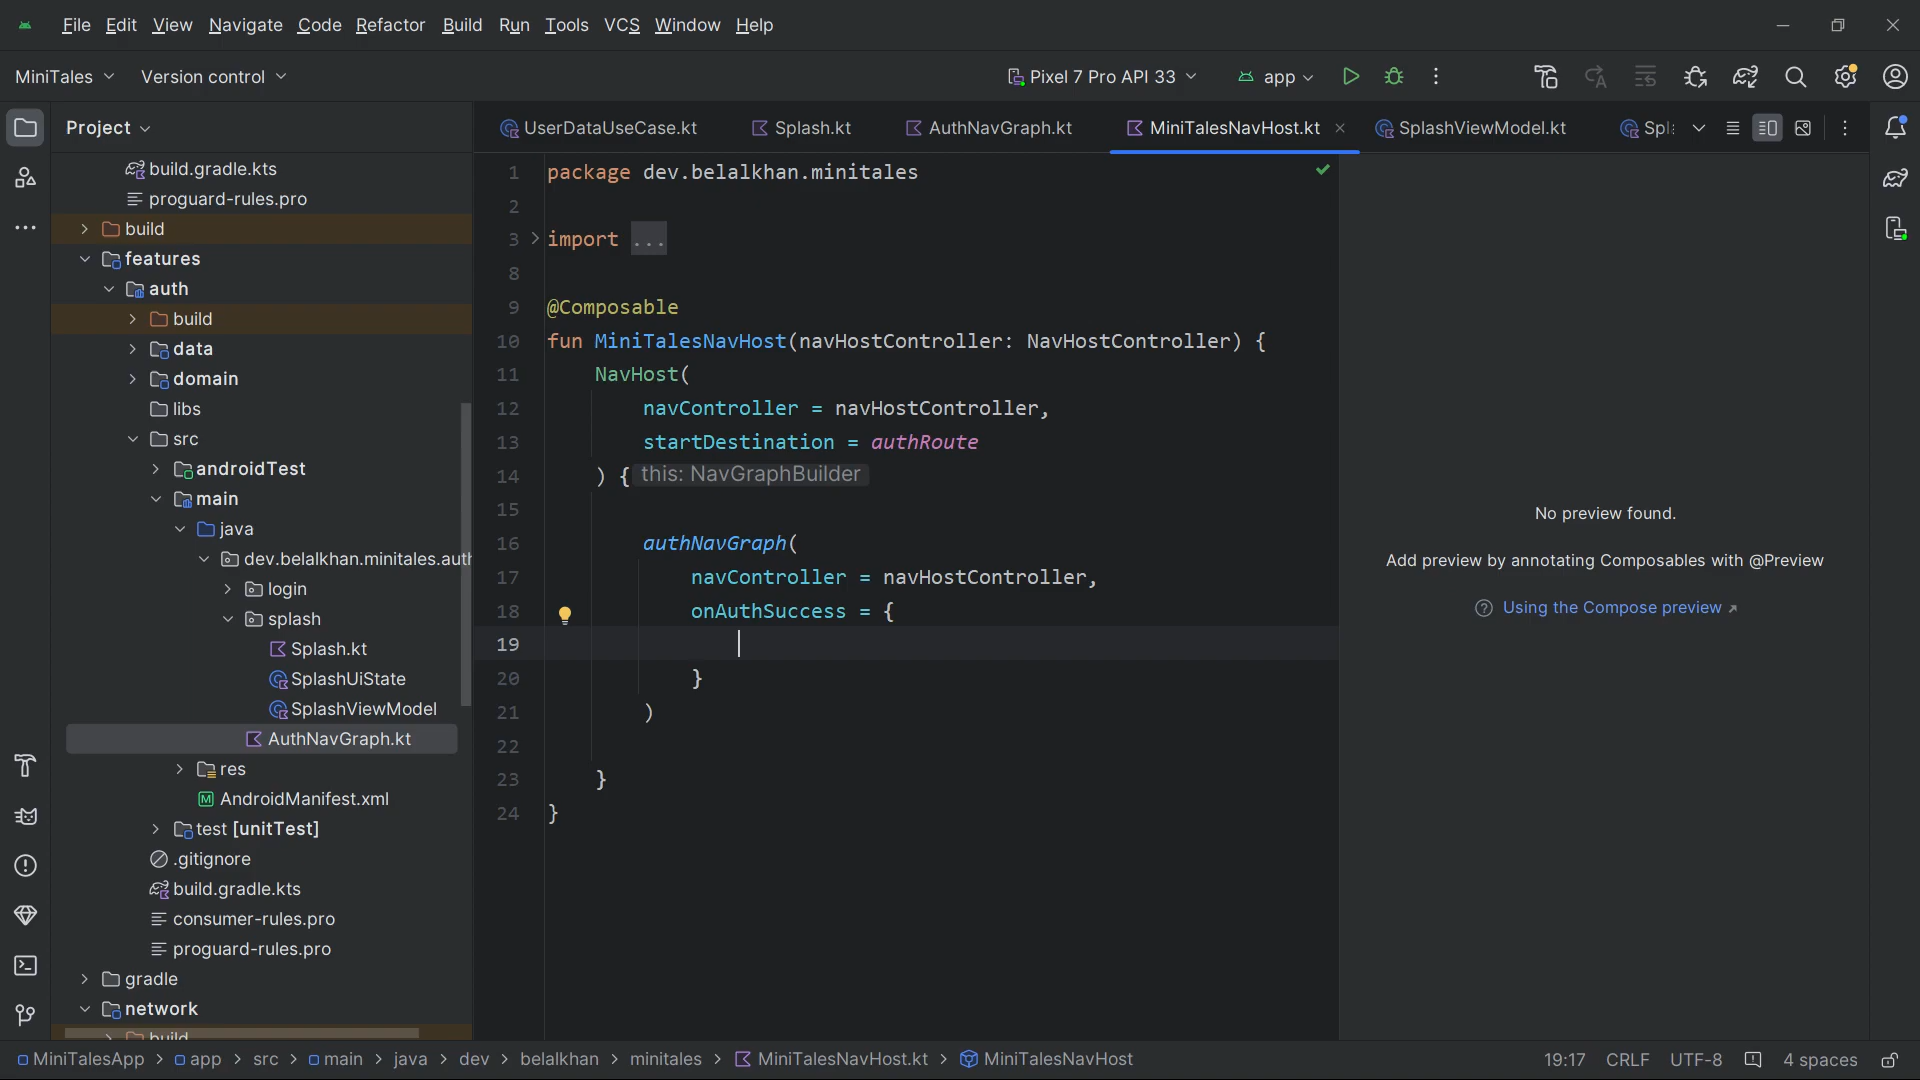 File Edit View Navigate Code Refactor Build Run Tools VCS Window Help
MiniTales Version control Pixel 7 Pro API 33 app
Project
UserDataUseCase.kt Splash.kt AuthNavGraph.kt MiniTalesNavHost.kt SplashViewModel.kt Spl
build.gradle.kts
proguard-rules.pro
build
features
auth
build
data
domain
libs
src
androidTest
main
java
dev.belalkhan.minitales.auth
login
splash
Splash.kt
SplashUiState
SplashViewModel
AuthNavGraph.kt
res
AndroidManifest.xml
test [unitTest]
.gitignore
build.gradle.kts
consumer-rules.pro
proguard-rules.pro
gradle
network
build
1 package dev.belalkhan.minitales
2
3 import ...
8
9 @Composable
10 fun MiniTalesNavHost(navHostController: NavHostController) {
11 NavHost(
12 navController = navHostController,
13 startDestination = authRoute
14 ) { this: NavGraphBuilder
15
16 authNavGraph(
17 navController = navHostController,
18 onAuthSuccess = {
19
20 }
21 )
22
23 }
24 }
No preview found.
Add preview by annotating Composables with @Preview
Using the Compose preview
MiniTalesApp > app > src > main > java > dev > belalkhan > minitales > MiniTalesNavHost.kt > MiniTalesNavHost
19:17 CRLF UTF-8 4 spaces